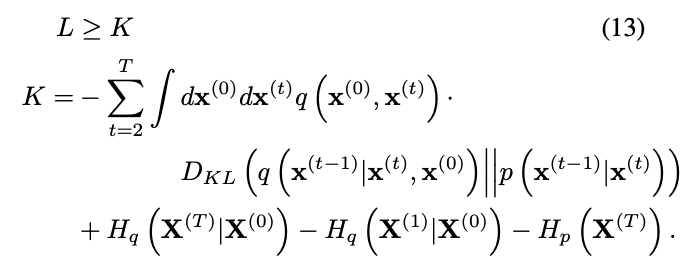 L ≥ K (13)
K = − ∑_{t=2}^{T} ∫ dx^{(0)} dx^{(t)} q(x^{(0)}, x^{(t)}) ·
D_{KL}(q(x^{(t−1)}|x^{(t)}, x^{(0)})||p(x^{(t−1)}|x^{(t)}))
+ H_q(X^{(T)}|X^{(0)}) − H_q(X^{(1)}|X^{(0)}) − H_p(X^{(T)}).